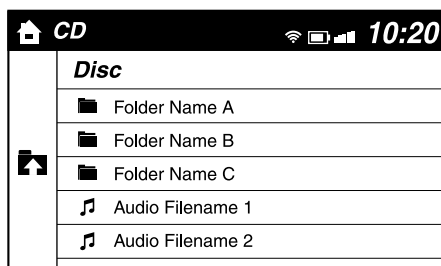 CD 10:20
Disc
Folder Name A
Folder Name B
Folder Name C
Audio Filename 1
Audio Filename 2